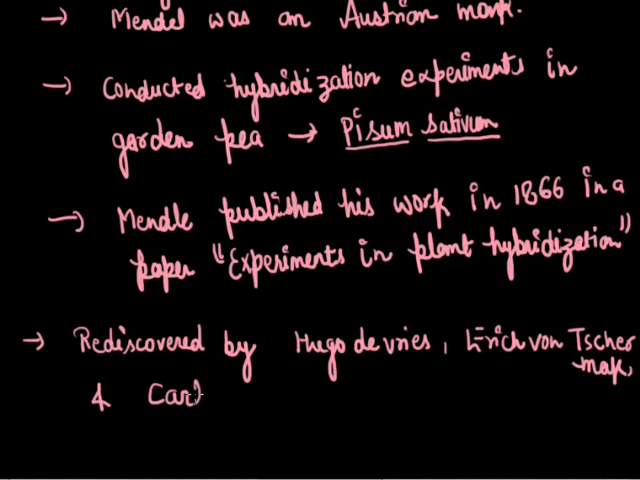 → Mendel was an Austrian monk.
→ Conducted hybridization experiments in
garden pea → Pisum sativum
→ Mendle published his work in 1866 in a
paper "Experiments in plant hybridization"
→ Rediscovered by Hugo de vries, Erich von Tscher
mak,
& Carl